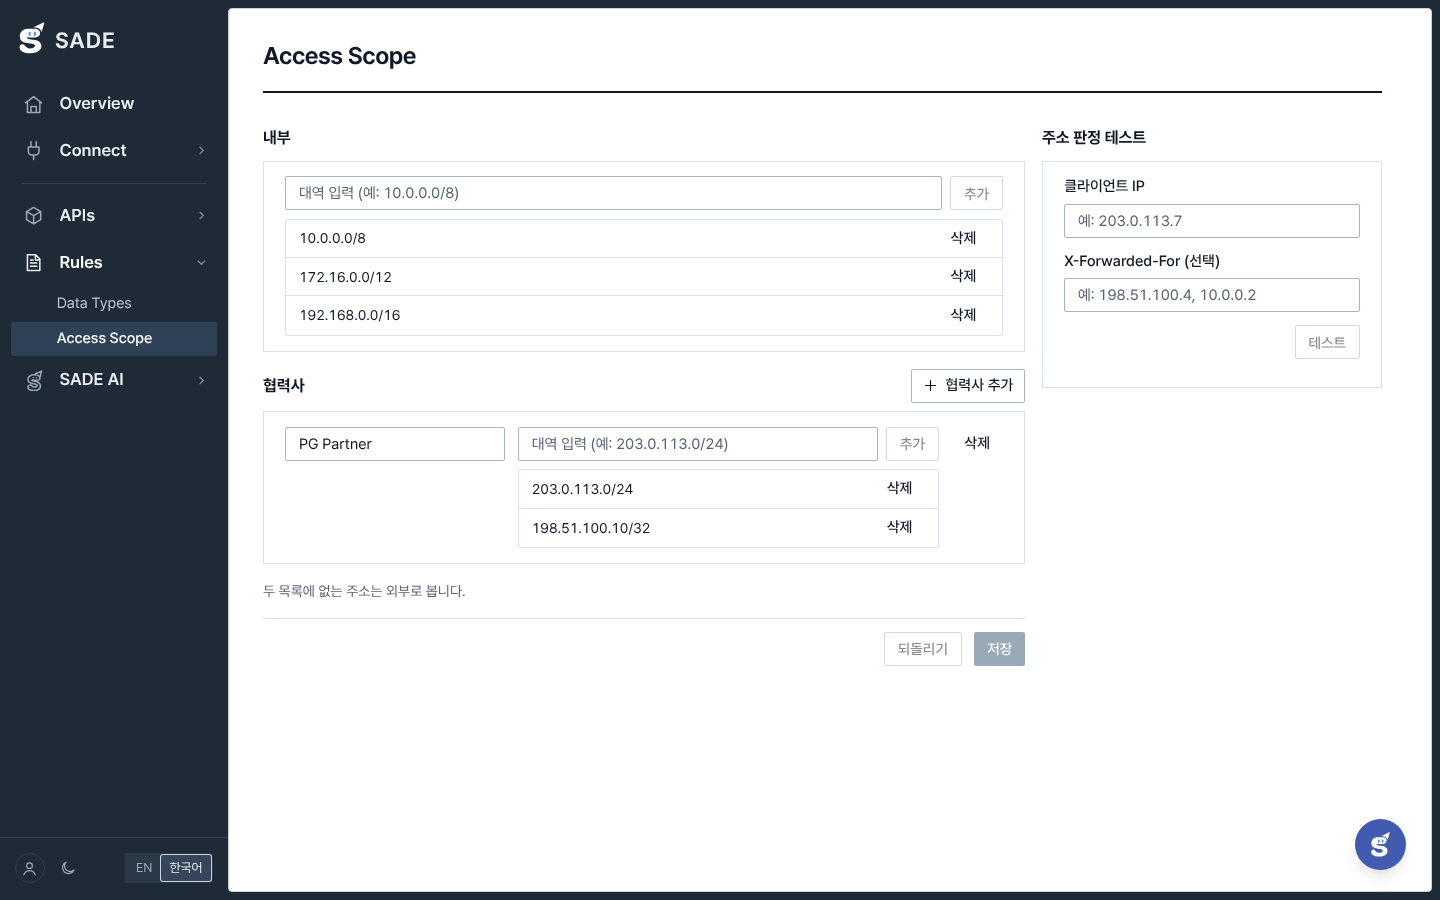 SADE
Overview
Connect
APIs
Rules
Data Types
Access Scope
SADE AI
EN 한국어
Access Scope
내부
대역 입력 (예: 10.0.0.0/8) 추가
10.0.0.0/8 삭제
172.16.0.0/12 삭제
192.168.0.0/16 삭제
협력사 + 협력사 추가
PG Partner 대역 입력 (예: 203.0.113.0/24) 추가 삭제
203.0.113.0/24 삭제
198.51.100.10/32 삭제
두 목록에 없는 주소는 외부로 봅니다.
되돌리기 저장
주소 판정 테스트
클라이언트 IP
예: 203.0.113.7
X-Forwarded-For (선택)
예: 198.51.100.4, 10.0.0.2
테스트